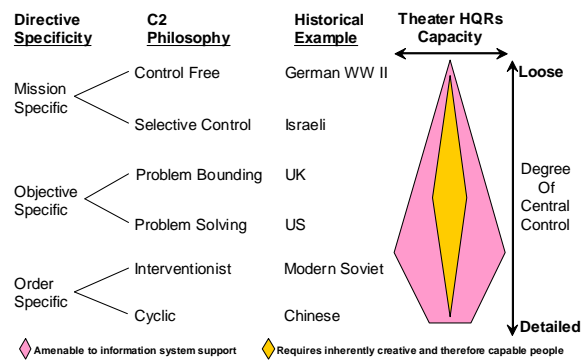 Directive Specificity
C2 Philosophy
Historical Example
Theater HQRs Capacity
Mission Specific
Control Free
German WW II
Loose
Selective Control
Israeli
Objective Specific
Problem Bounding
UK
Degree Of Central Control
Problem Solving
US
Order Specific
Interventionist
Modern Soviet
Cyclic
Chinese
Detailed
Amenable to information system support
Requires inherently creative and therefore capable people